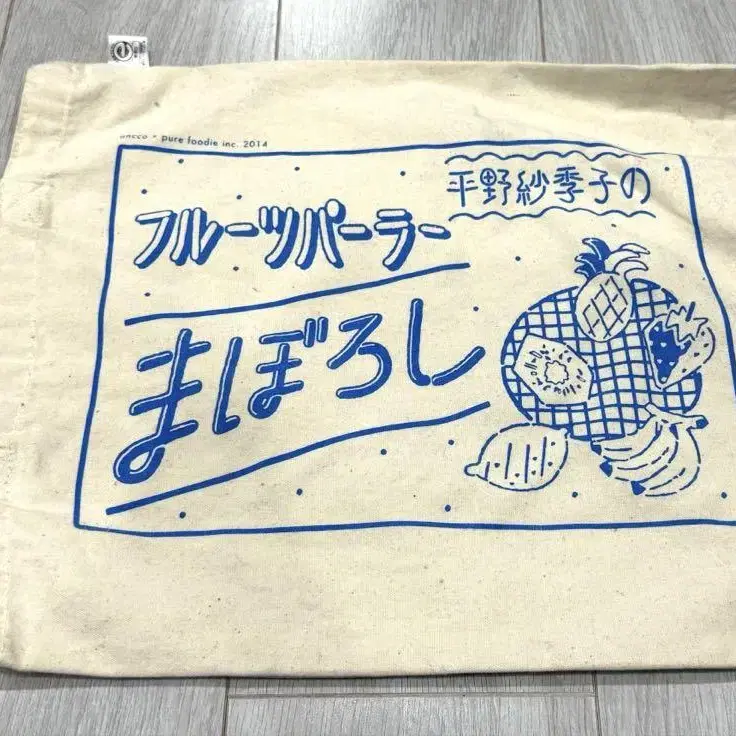 pure foodie inc. 2014
平野紗季子の
フルーツパーラー
まぼろし